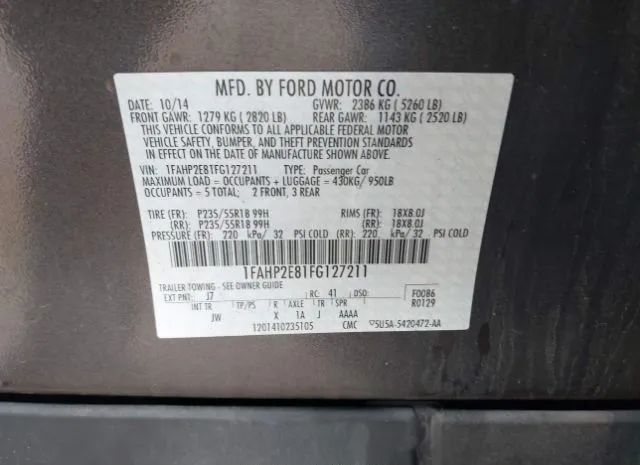 MFD. BY FORD MOTOR CO.
DATE: 10/14 GVWR: 2386 KG ( 5260 LB)
FRONT GAWR: 1279 KG ( 2820 LB) REAR GAWR: 1143 KG ( 2520 LB)
THIS VEHICLE CONFORMS TO ALL APPLICABLE FEDERAL MOTOR
VEHICLE SAFETY, BUMPER, AND THEFT PREVENTION STANDARDS
IN EFFECT ON THE DATE OF MANUFACTURE SHOWN ABOVE.
VIN: 1FAHP2E81FG127211 TYPE: Passenger Car
MAXIMUM LOAD = OCCUPANTS + LUGGAGE = 430KG/ 950LB
OCCUPANTS = 5 TOTAL; 2 FRONT, 3 REAR
TIRE (FR): P235/55R18 99H RIMS (FR): 18X8.0J
(RR): P235/55R18 99H (RR): 18X8.0J
PRESSURE (FR): 220 kPa/ 32 PSI COLD (RR): 220 kPa/ 32 PSI COLD
1FAHP2E81FG127211
TRAILER TOWING - SEE OWNER GUIDE
EXT PNT: J7 RC: 41 DSO: F0086
INT TR TP/PS R AXLE TR SPR R0129
JW X 1A J AAAA
1201410235105 CMC 5U5A-5420472-AA